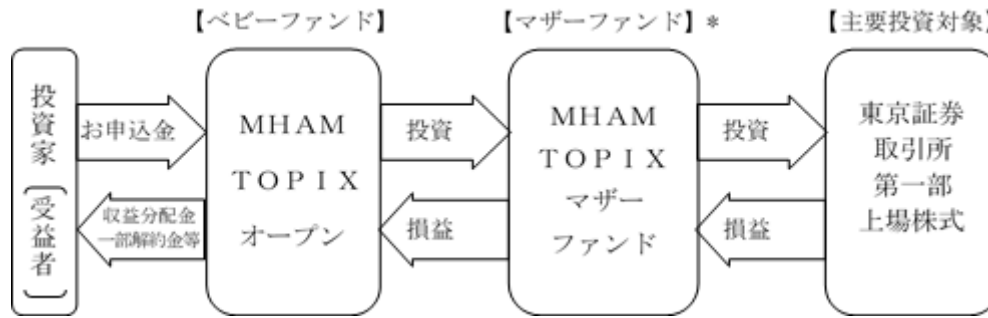 【ベビーファンド】
【マザーファンド】*
【主要投資対象】
投資家(受益者)
お申込金
収益分配金
一部解約金等
ＭＨＡＭ
ＴＯＰＩＸ
オープン
投資
損益
ＭＨＡＭ
ＴＯＰＩＸ
マザー
ファンド
投資
損益
東京証券
取引所
第一部
上場株式